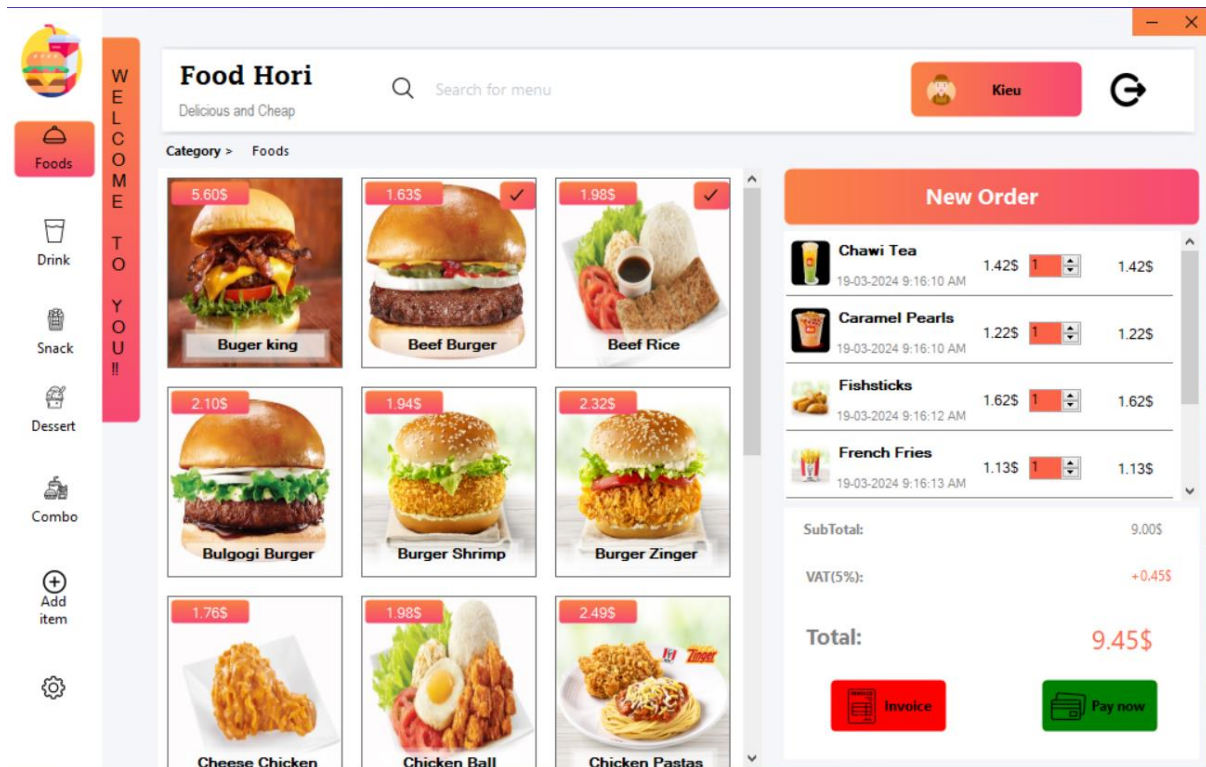 Food Hori
Delicious and Cheap
Search for menu
Kieu
WELCOME TO YOU!!
Foods
Drink
Snack
Dessert
Combo
Add
item
Category > Foods
5.60$
Buger king
1.63$
Beef Burger
1.98$
Beef Rice
2.10$
Bulgogi Burger
1.94$
Burger Shrimp
2.32$
Burger Zinger
1.76$
Cheese Chicken
1.98$
Chicken Ball
2.49$
Zinger
Chicken Pastas
New Order
Chawi Tea
19-03-2024 9:16:10 AM
1.42$ 1 1.42$
Caramel Pearls
19-03-2024 9:16:10 AM
1.22$ 1 1.22$
Fishsticks
19-03-2024 9:16:12 AM
1.62$ 1 1.62$
French Fries
19-03-2024 9:16:13 AM
1.13$ 1 1.13$
SubTotal: 9.00$
VAT(5%): +0.45$
Total: 9.45$
Invoice
Pay now